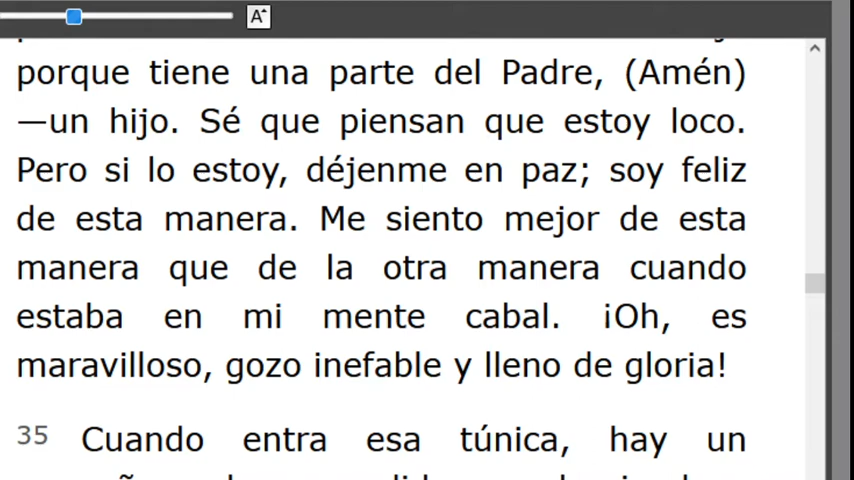 A
porque tiene una parte del Padre, (Amén)
—un hijo. Sé que piensan que estoy loco.
Pero si lo estoy, déjenme en paz; soy feliz
de esta manera. Me siento mejor de esta
manera que de la otra manera cuando
estaba en mi mente cabal. ¡Oh, es
maravilloso, gozo inefable y lleno de gloria!
35 Cuando entra esa túnica, hay un